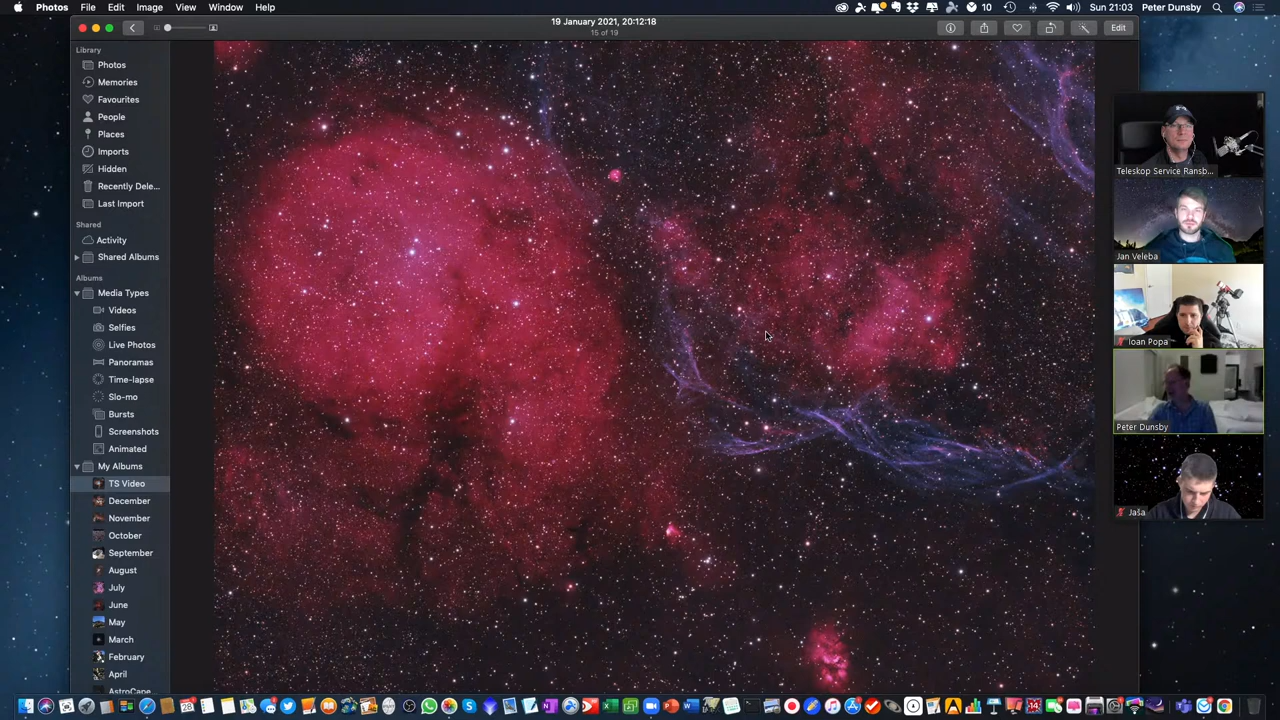 Photos File Edit Image View Window Help
10
Sun 21:03 Peter Dunsby
19 January 2021, 20:12:18
15 of 19
Edit
Library
Photos
Memories
Favourites
People
Places
Imports
Hidden
Recently Dele...
Last Import
Shared
Activity
Shared Albums
Albums
Media Types
Videos
Selfies
Live Photos
Panoramas
Time-lapse
Slo-mo
Bursts
Screenshots
Animated
My Albums
TS Video
December
November
October
September
August
July
June
May
March
February
April
AstroCape
Teleskop Service Ransb...
Jan Veleba
Ioan Popa
Peter Dunsby
Jaša